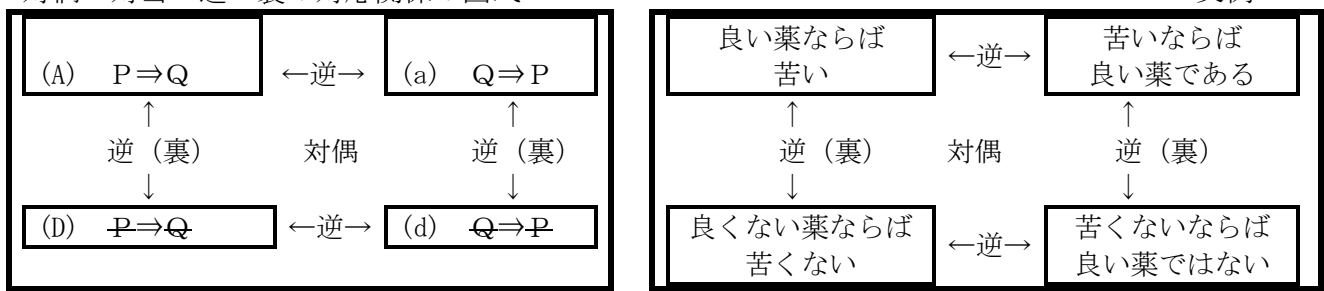 良い薬ならば 苦いならば
(A) P⇒Q ←逆→ (a) Q⇒P 苦い ←逆→ 良い薬である
↑ ↑ ↑ ↑
逆（裏） 対偶 逆（裏） 逆（裏） 対偶 逆（裏）
↓ ↓ ↓ ↓
(D) P⇒Q ←逆→ (d) Q⇒P 良くない薬ならば ←逆→ 苦くないならば
苦くない 良い薬ではない